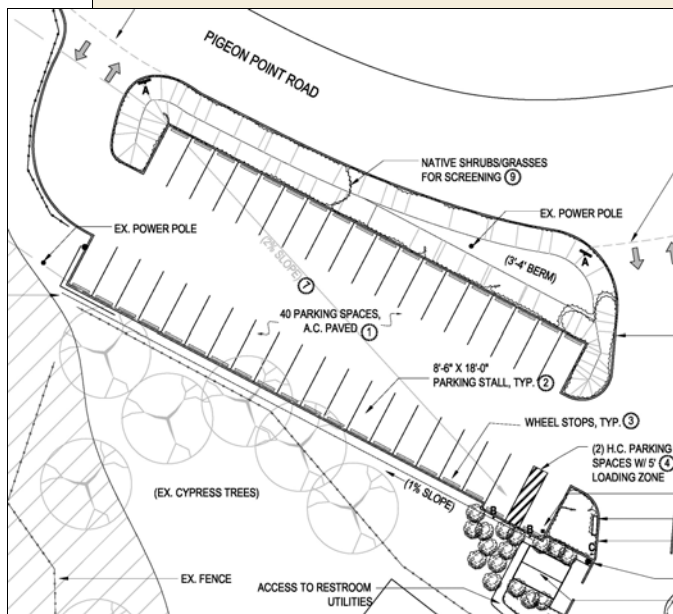 PIGEON POINT ROAD
A
NATIVE SHRUBS/GRASSES
FOR SCREENING 9
EX. POWER POLE
EX. POWER POLE
A
(3'-4' BERM)
(2% SLOPE) 7
40 PARKING SPACES,
A.C. PAVED 1
8'-6" X 18'-0"
PARKING STALL, TYP. 2
WHEEL STOPS, TYP. 3
(2) H.C. PARKING
SPACES W/ 5' 4
LOADING ZONE
(1% SLOPE)
(EX. CYPRESS TREES)
B
B
C
EX. FENCE
ACCESS TO RESTROOM
UTILITIES